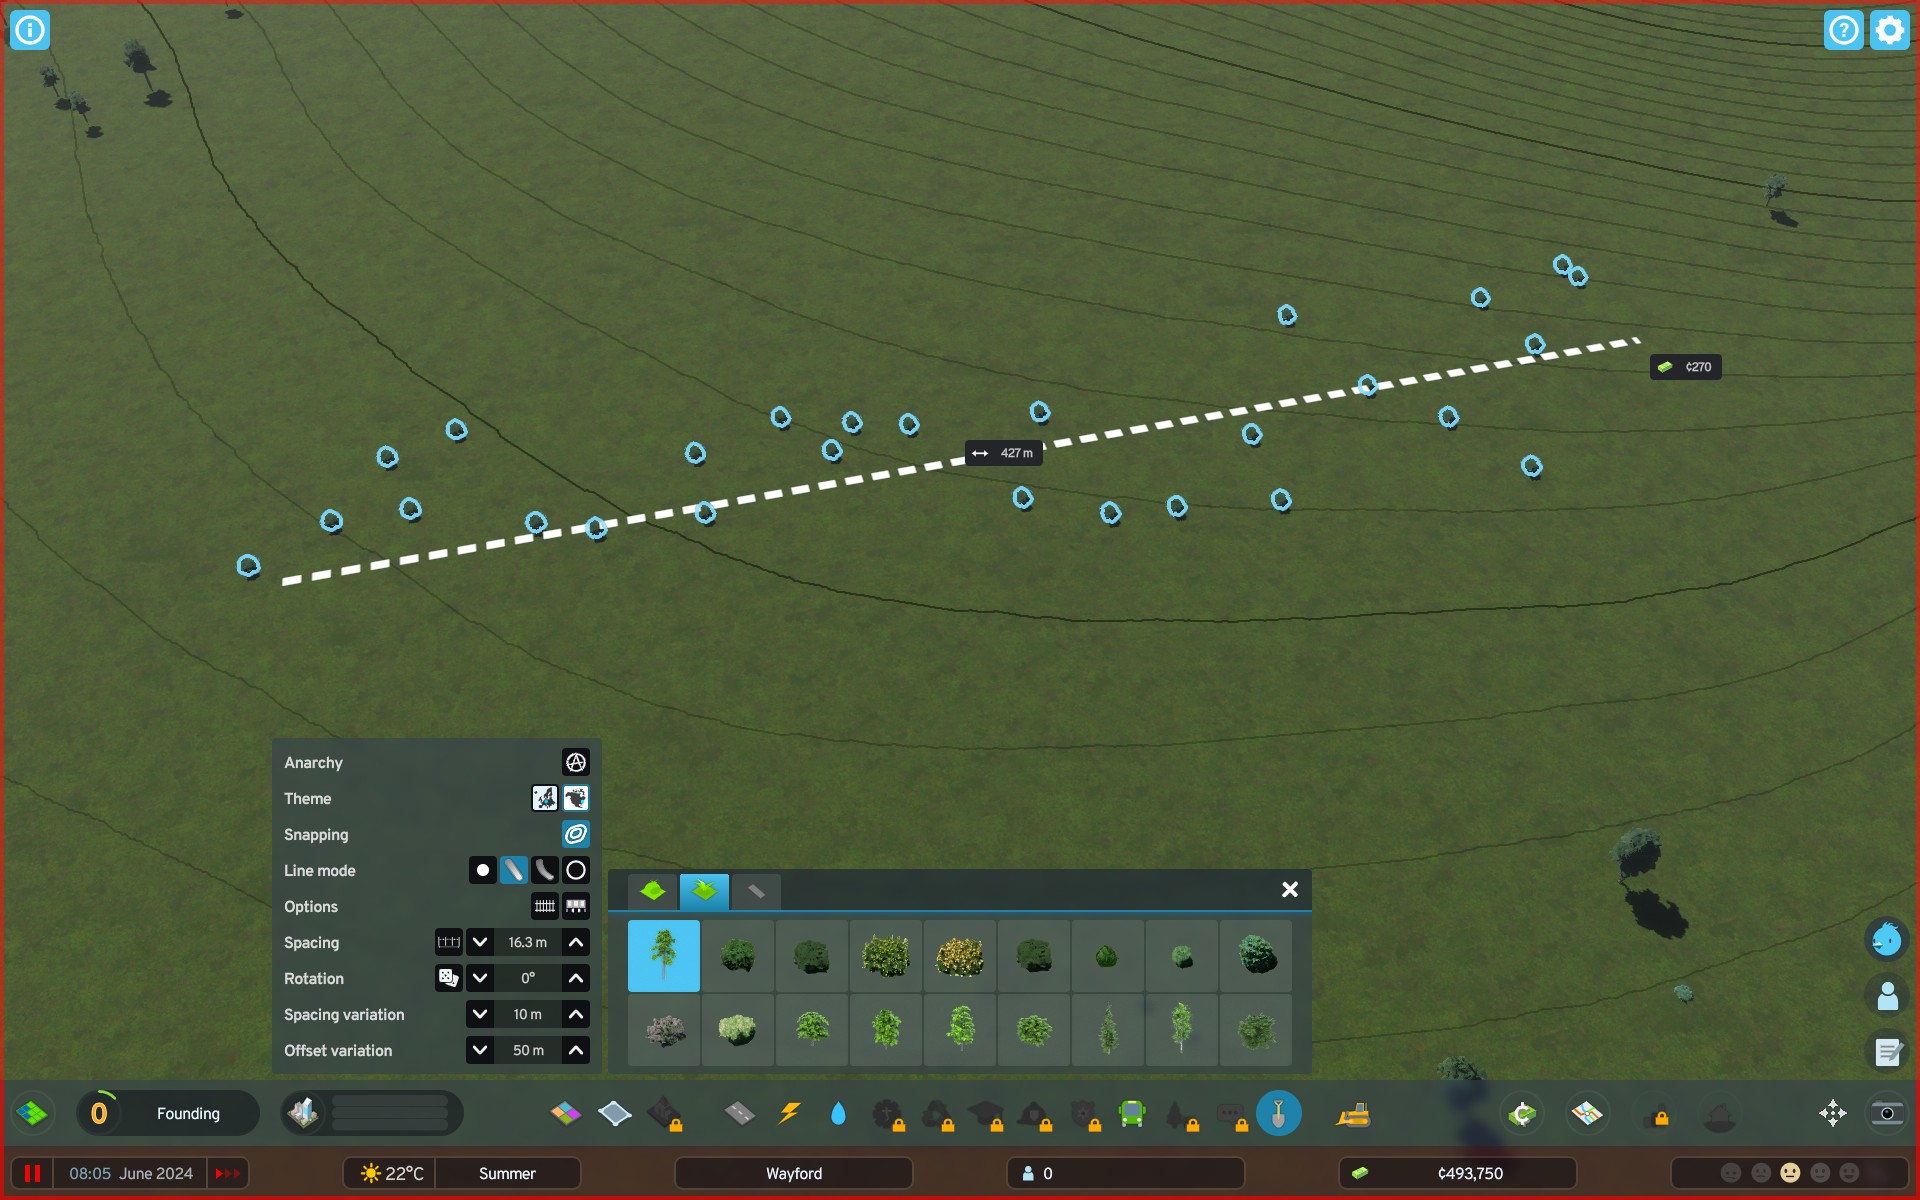 ¢270
427 m
Anarchy
Theme
Snapping
Line mode
Options
Spacing 16.3 m
Rotation 0°
Spacing variation 10 m
Offset variation 50 m
0 Founding
08:05 June 2024
22°C Summer
Wayford
0
¢493,750